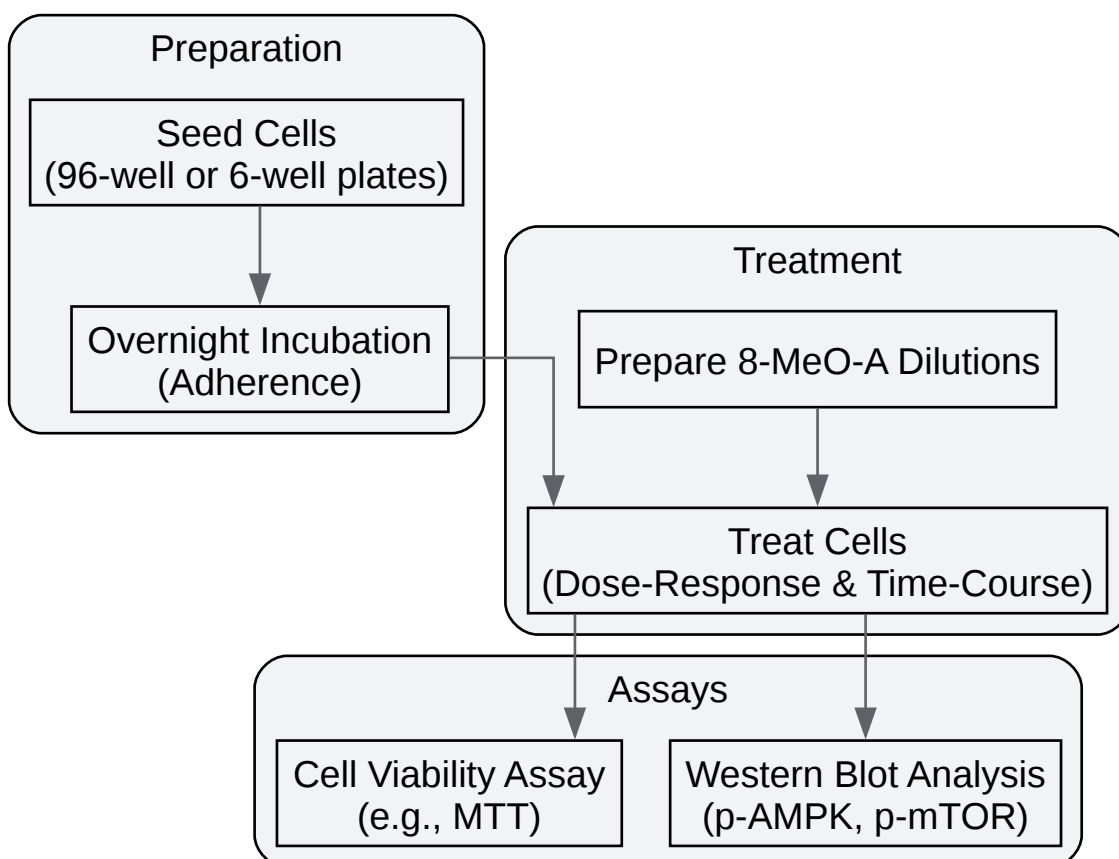 Preparation
Seed Cells
(96-well or 6-well plates)
Overnight Incubation
(Adherence)
Treatment
Prepare 8-MeO-A Dilutions
Treat Cells
(Dose-Response & Time-Course)
Assays
Cell Viability Assay
(e.g., MTT)
Western Blot Analysis
(p-AMPK, p-mTOR)